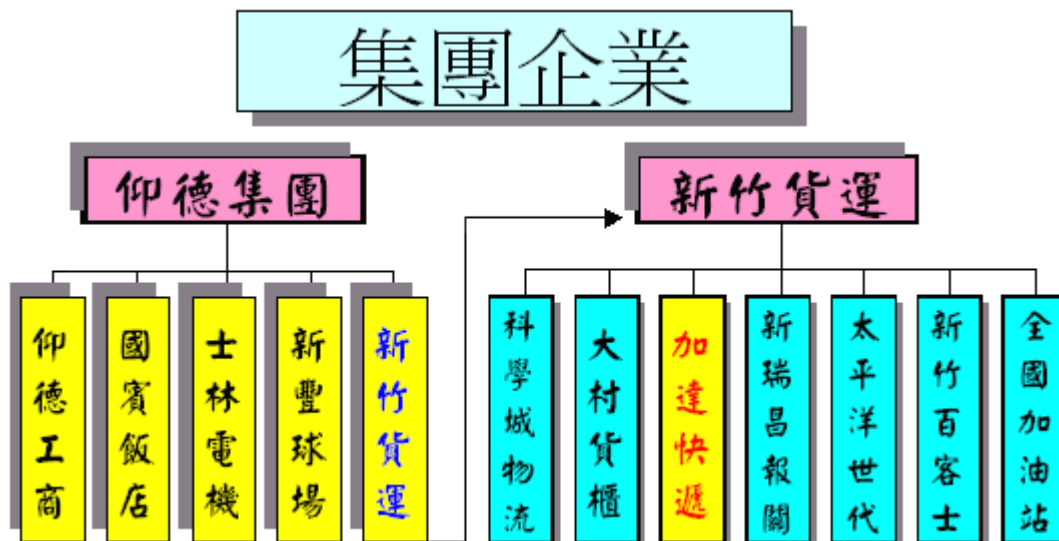 集團企業
仰德集團
新竹貨運
仰德工商
國賓飯店
士林電機
新豐球場
新竹貨運
科學城物流
大村貨櫃
加達快遞
新瑞昌報關
太平洋世代
新竹百客士
全國加油站